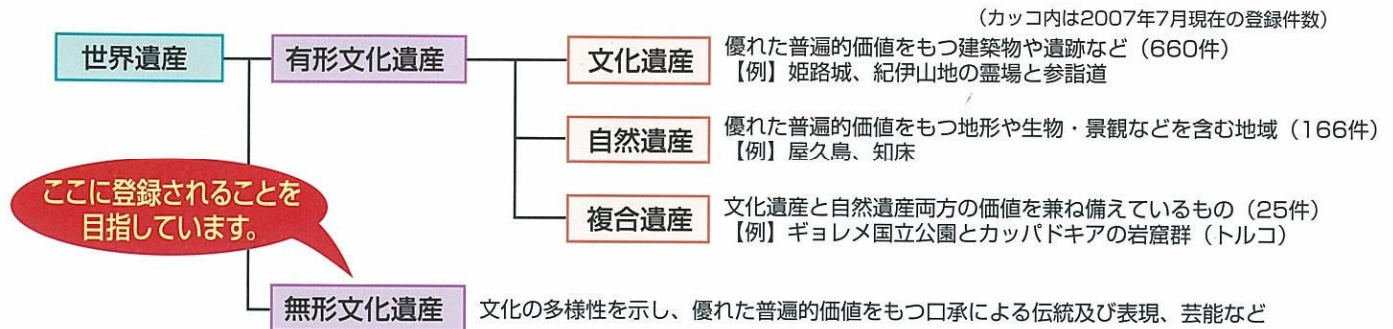 （カッコ内は2007年7月現在の登録件数）
世界遺産
有形文化遺産
文化遺産
優れた普遍的価値をもつ建築物や遺跡など（660件）
【例】姫路城、紀伊山地の霊場と参詣道
自然遺産
優れた普遍的価値をもつ地形や生物・景観などを含む地域（166件）
【例】屋久島、知床
複合遺産
文化遺産と自然遺産両方の価値を兼ね備えているもの（25件）
【例】ギョレメ国立公園とカッパドキアの岩窟群（トルコ）
ここに登録されることを
目指しています。
無形文化遺産
文化の多様性を示し、優れた普遍的価値をもつ口承による伝統及び表現、芸能など